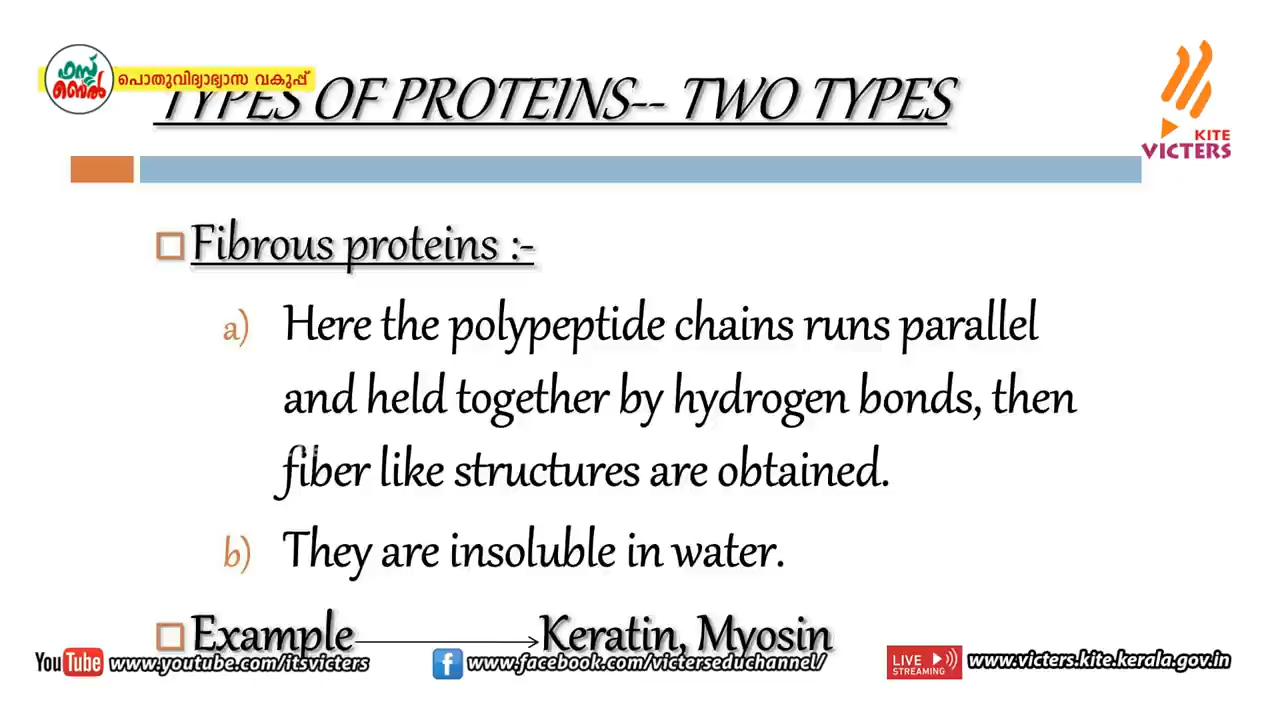 ഫസ്റ്റ്
ബെൽ
പൊതുവിദ്യാഭ്യാസ വകുപ്പ്
TYPES OF PROTEINS-- TWO TYPES
KITE
VICTERS
Fibrous proteins :-
a) Here the polypeptide chains runs parallel
and held together by hydrogen bonds, then
fiber like structures are obtained.
b) They are insoluble in water.
Example Keratin, Myosin
YouTube www.youtube.com/itsvicters
f www.facebook.com/victerseduchannel/
LIVE
STREAMING
www.victers.kite.kerala.gov.in